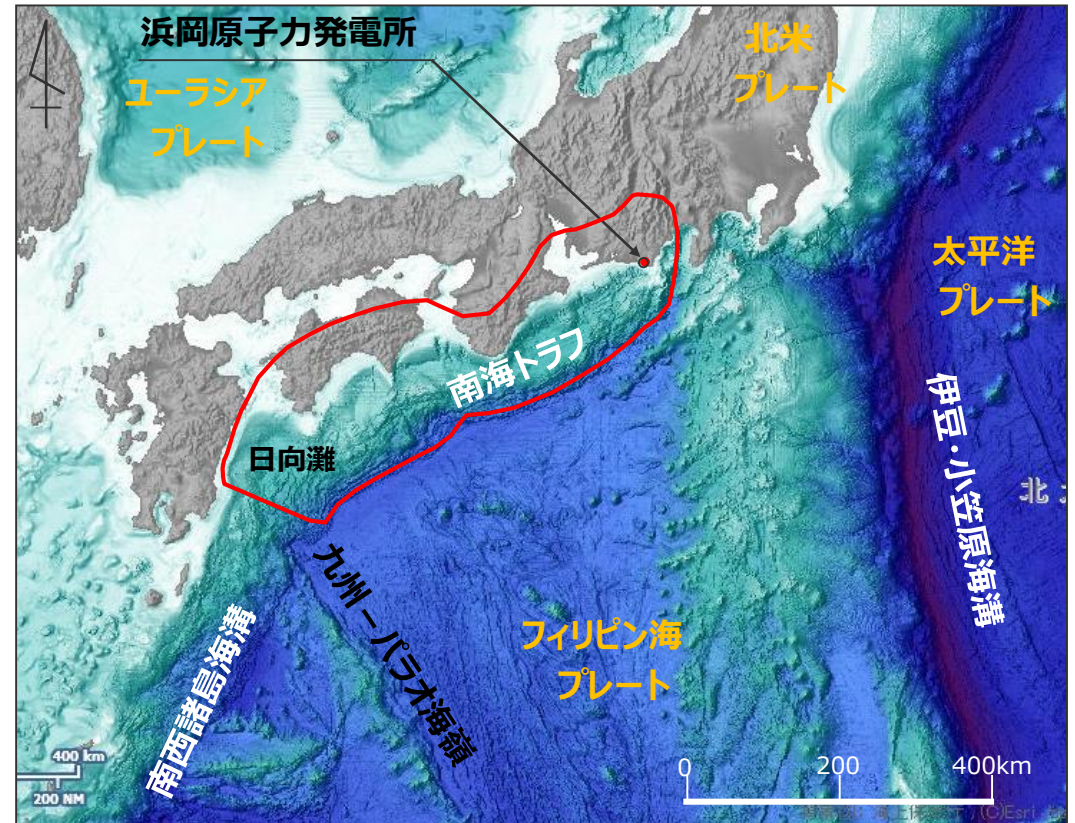 浜岡原子力発電所
北米
プレート
ユーラシア
プレート
太平洋
プレート
南海トラフ
伊豆・小笠原海溝
日向灘
北
九州－パラオ海嶺
フィリピン海
プレート
南西諸島海溝
400 km
200 NM
0 200 400km
(C)Esri